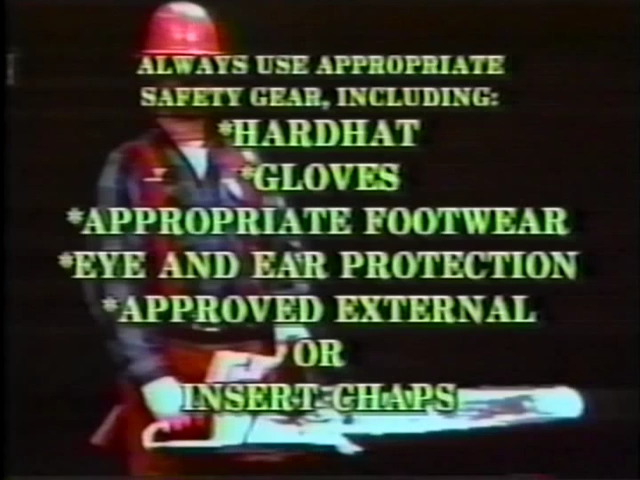 ALWAYS USE APPROPRIATE
SAFETY GEAR, INCLUDING:
*HARDHAT
*GLOVES
*APPROPRIATE FOOTWEAR
*EYE AND EAR PROTECTION
*APPROVED EXTERNAL
OR
INSERT CHAPS